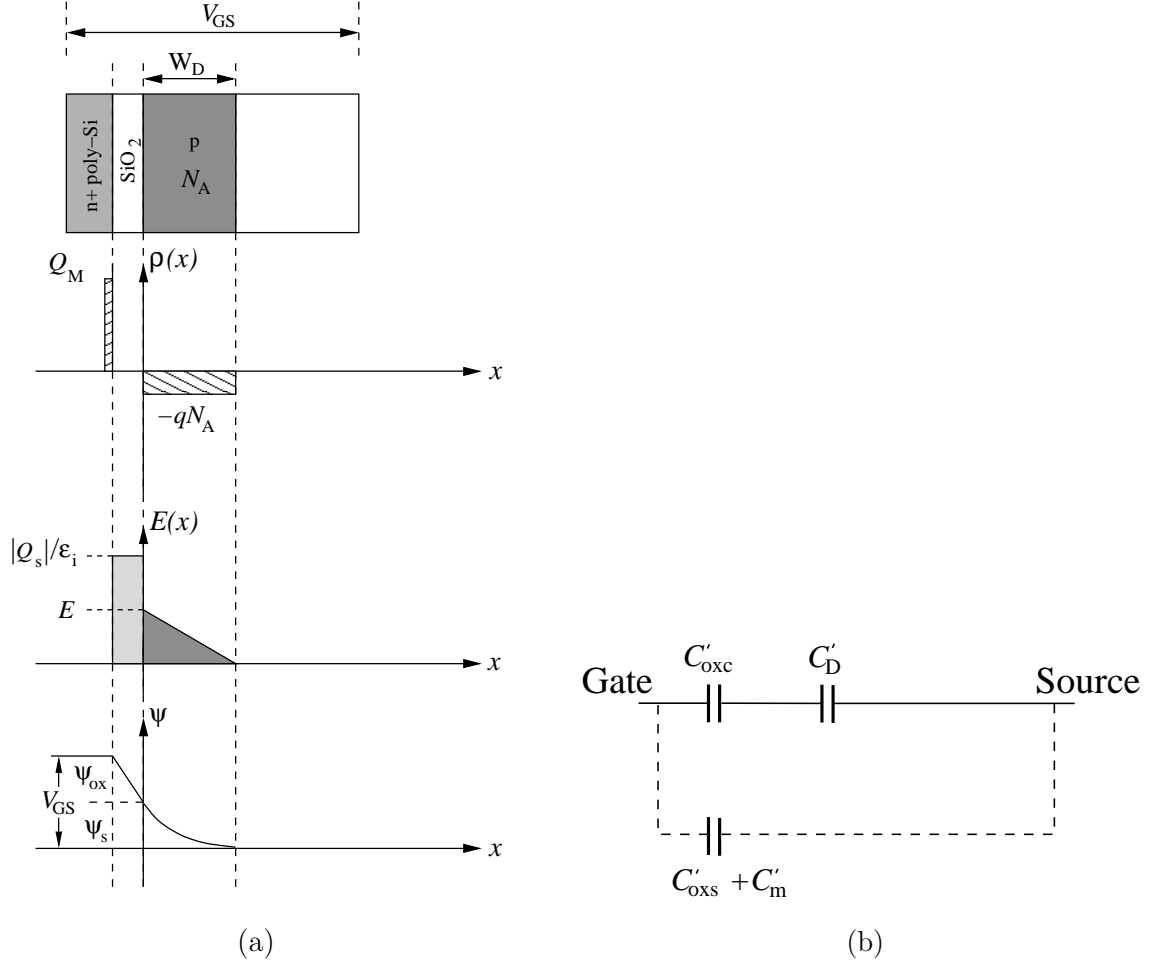 V_GS
W_D
n+ poly−Si
SiO_2
p
N_A
Q_M
ρ(x)
x
−qN_A
E(x)
|Q_s|/ε_i
E
x
ψ
ψ_ox
V_GS
ψ_s
x
(a)
C'_oxc
C'_D
Gate
Source
C'_oxs + C'_m
(b)